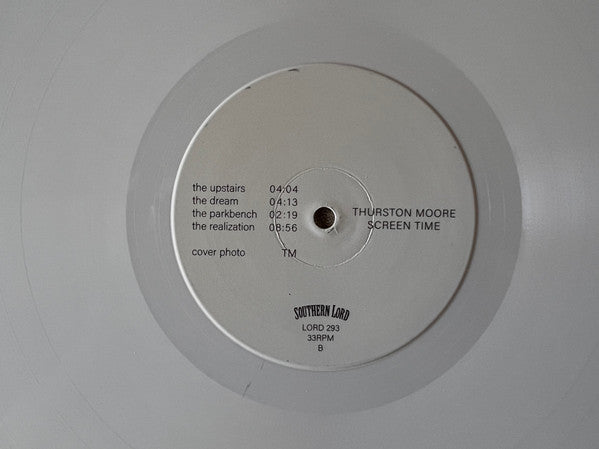 the upstairs 04:04
the dream 04:13
the parkbench 02:19
the realization 08:56
cover photo TM
THURSTON MOORE
SCREEN TIME
SOUTHERN LORD
LORD 293
33RPM
B